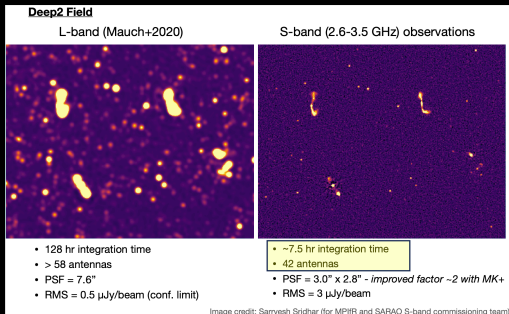 Deep2 Field
L-band (Mauch+2020)
S-band (2.6-3.5 GHz) observations
• 128 hr integration time
• > 58 antennas
• PSF = 7.6”
• RMS = 0.5 µJy/beam (conf. limit)
• ~7.5 hr integration time
• 42 antennas
• PSF = 3.0” x 2.8” - improved factor ~2 with MK+
• RMS = 3 µJy/beam
Image credit: Sarvesh Sridhar (for MPIfR and SARAO S-band commissioning team)